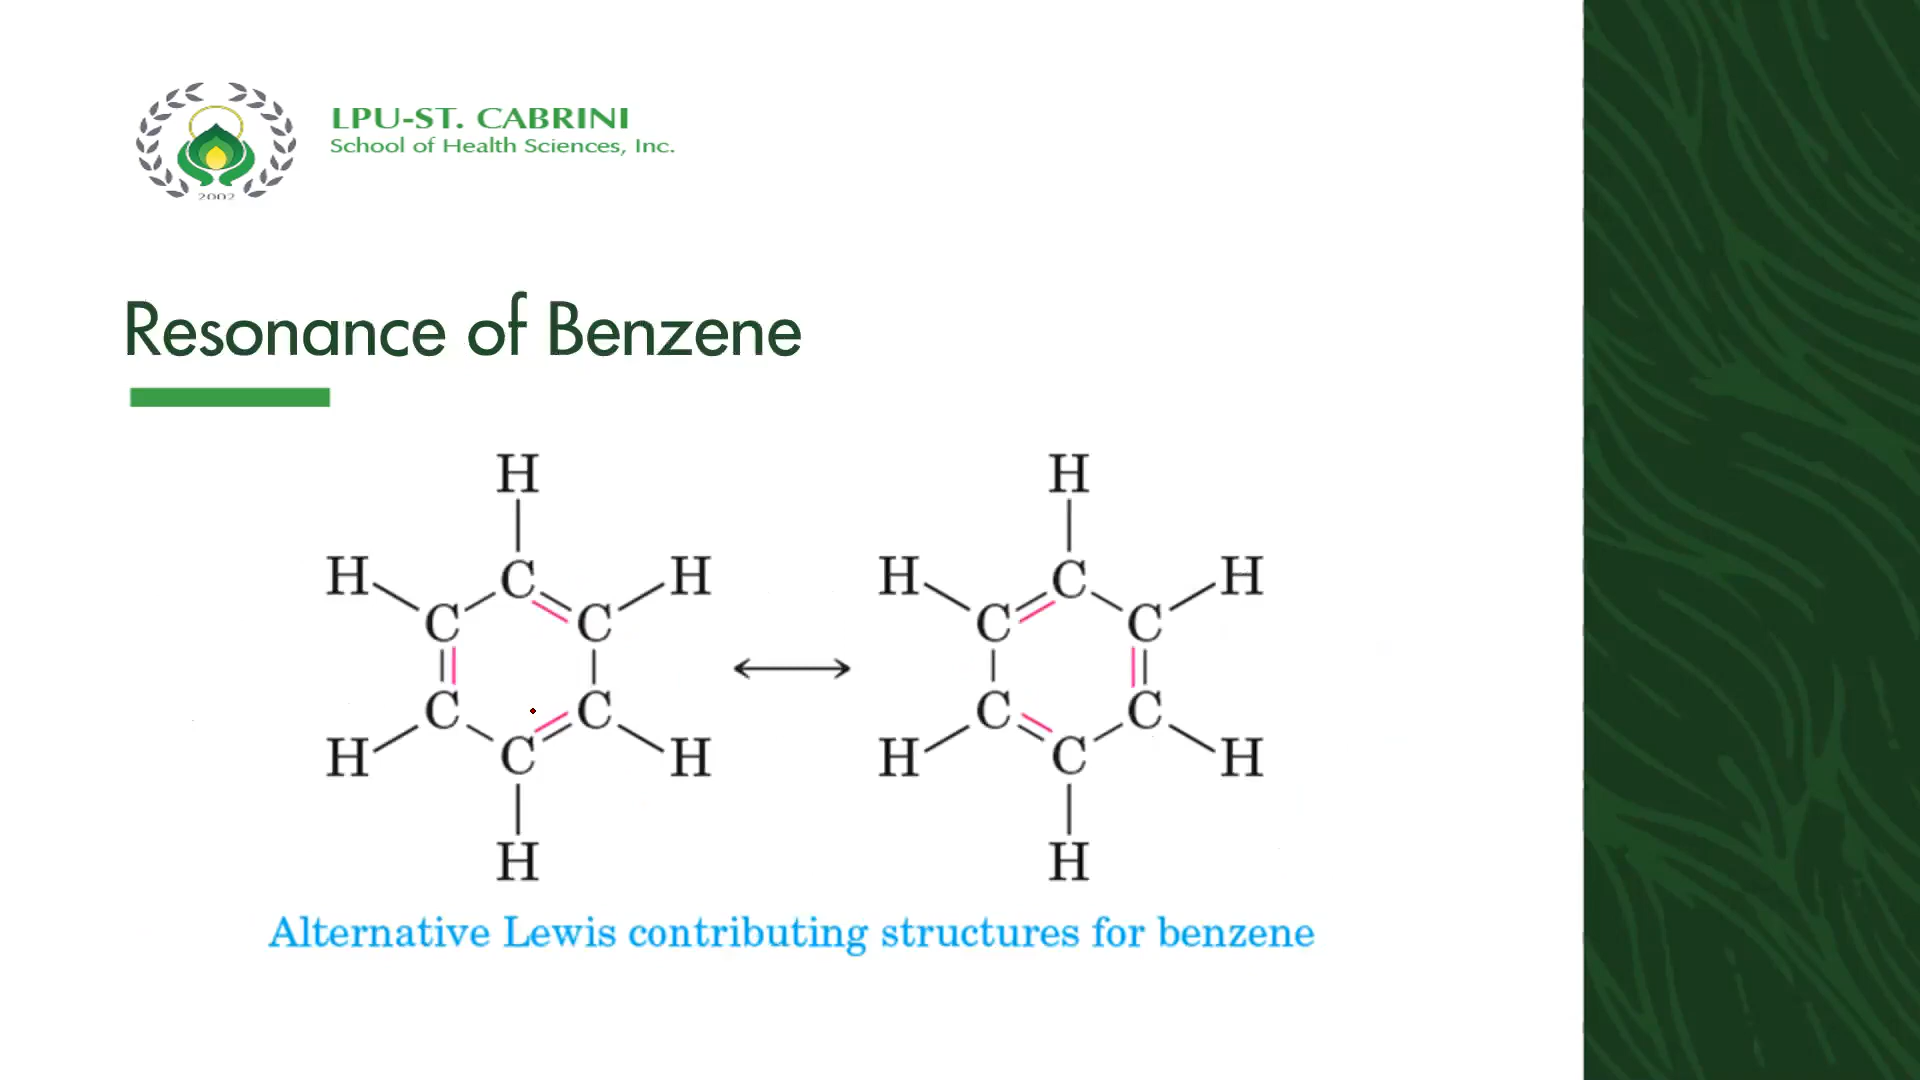 LPU-ST. CABRINI
School of Health Sciences, Inc.
2002
Resonance of Benzene
H H
H H H H
C C
C C C C
C C C C
C C
H H H H
H H
Alternative Lewis contributing structures for benzene